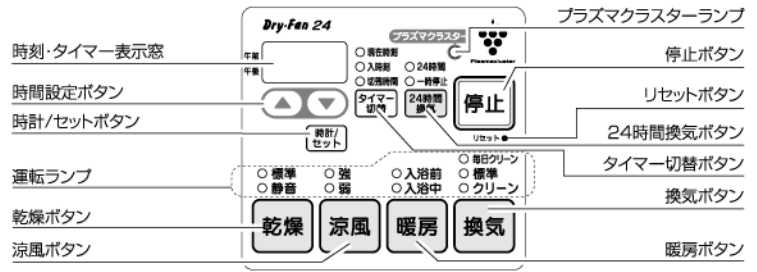 Dry·Fan 24
プラズマクラスター
Plasmacluster
午前
午後
現在時刻
入時刻
切残時間
24時間
一時停止
タイマー
切替
24時間
換気
停止
リセット
時計/
セット
標準
静音
強
弱
入浴前
入浴中
毎日クリーン
標準
クリーン
乾燥
涼風
暖房
換気
時刻·タイマー表示窓
時間設定ボタン
時計/セットボタン
運転ランプ
乾燥ボタン
涼風ボタン
プラズマクラスターランプ
停止ボタン
リセットボタン
24時間換気ボタン
タイマー切替ボタン
換気ボタン
暖房ボタン